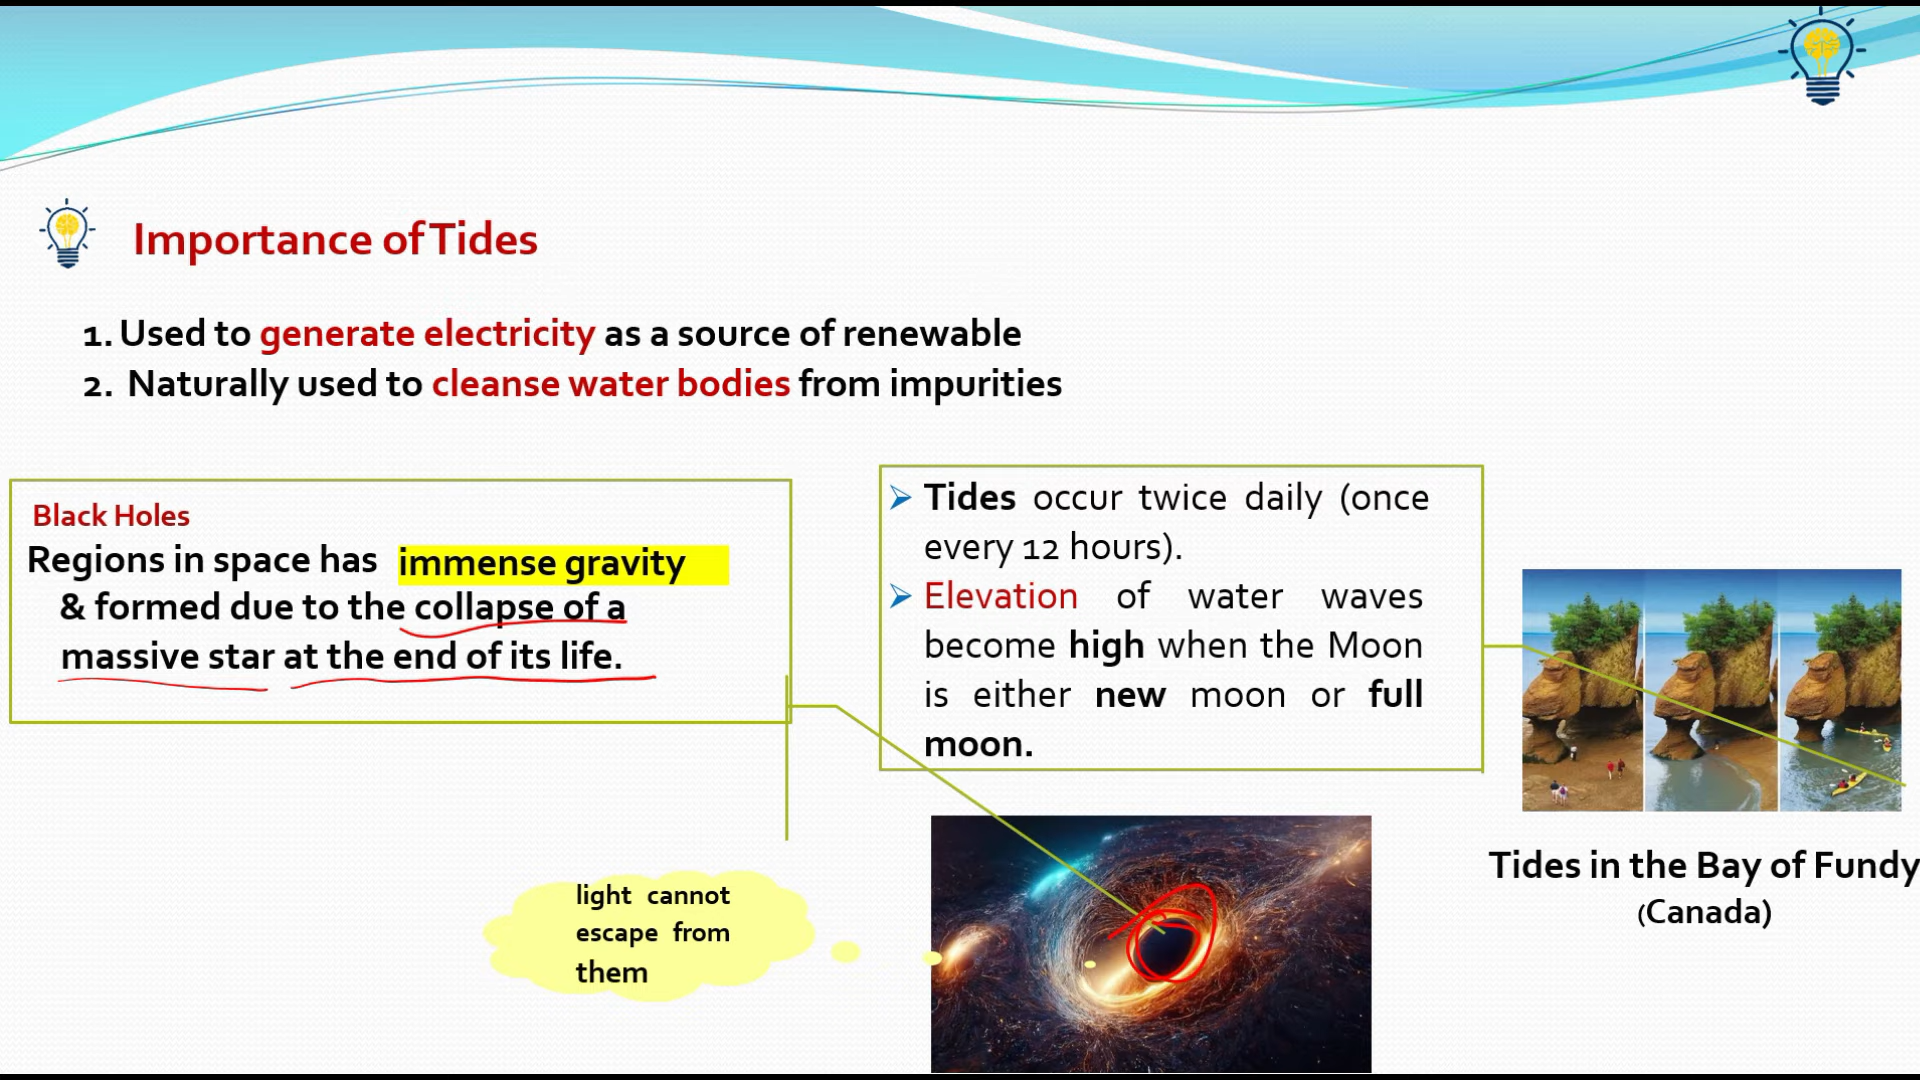 Importance of Tides
1. Used to generate electricity as a source of renewable
2. Naturally used to cleanse water bodies from impurities
Black Holes
Regions in space has immense gravity
& formed due to the collapse of a
massive star at the end of its life.
Tides occur twice daily (once
every 12 hours).
Elevation of water waves
become high when the Moon
is either new moon or full
moon.
light cannot
escape from
them
Tides in the Bay of Fundy
(Canada)